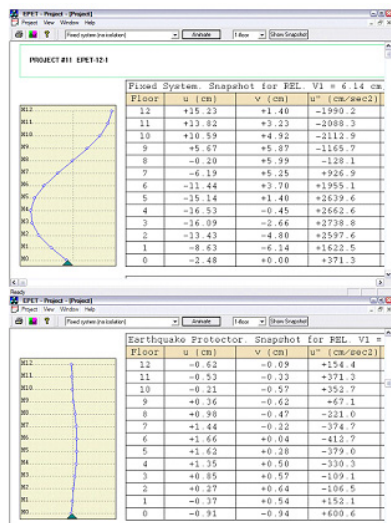 EPET - Project - [Project]
Project View Window Help
Fixed system (no isolation) Animate 1-floor Show Snapshot
PROJECT #11 EPET-12-1
Fixed System. Snapshot for REL. V1 = 6.14 cm
Floor u (cm) v (cm) u" (cm/sec2)
M12 12 +15.23 +1.40 -1990.2
M11 11 +13.82 +3.23 -2088.3
M10 10 +10.59 +4.92 -2112.9
M9 9 +5.67 +5.87 -1165.7
M8 8 -0.20 +5.99 -128.1
M7 7 -6.19 +5.25 +926.9
M6 6 -11.44 +3.70 +1955.1
M5 5 -15.14 +1.40 +2639.6
M4 4 -16.53 -0.45 +2662.6
M3 3 -16.09 -2.66 +2738.8
M2 2 -13.43 -4.80 +2597.6
M1 1 -8.63 -6.14 +1622.5
M0 0 -2.48 +0.00 +371.3
Ready
EPET - Project - [Project]
Project View Window Help
Fixed system (no isolation) Animate 1-floor Show Snapshot
Earthquake Protector. Snapshot for REL. V1 =
Floor u (cm) v (cm) u" (cm/sec2)
M12 12 -0.62 -0.09 +154.4
M11 11 -0.53 -0.33 +371.3
M10 10 -0.21 -0.57 +352.7
M9 9 +0.36 -0.62 +67.1
M8 8 +0.98 -0.47 -221.0
M7 7 +1.44 -0.22 -374.7
M6 6 +1.66 +0.04 -412.7
M5 5 +1.62 +0.28 -379.0
M4 4 +1.35 +0.50 -330.3
M3 3 +0.85 +0.57 -109.1
M2 2 +0.27 +0.64 -106.5
M1 1 -0.37 +0.54 +152.1
M0 0 -0.91 -0.94 +600.6